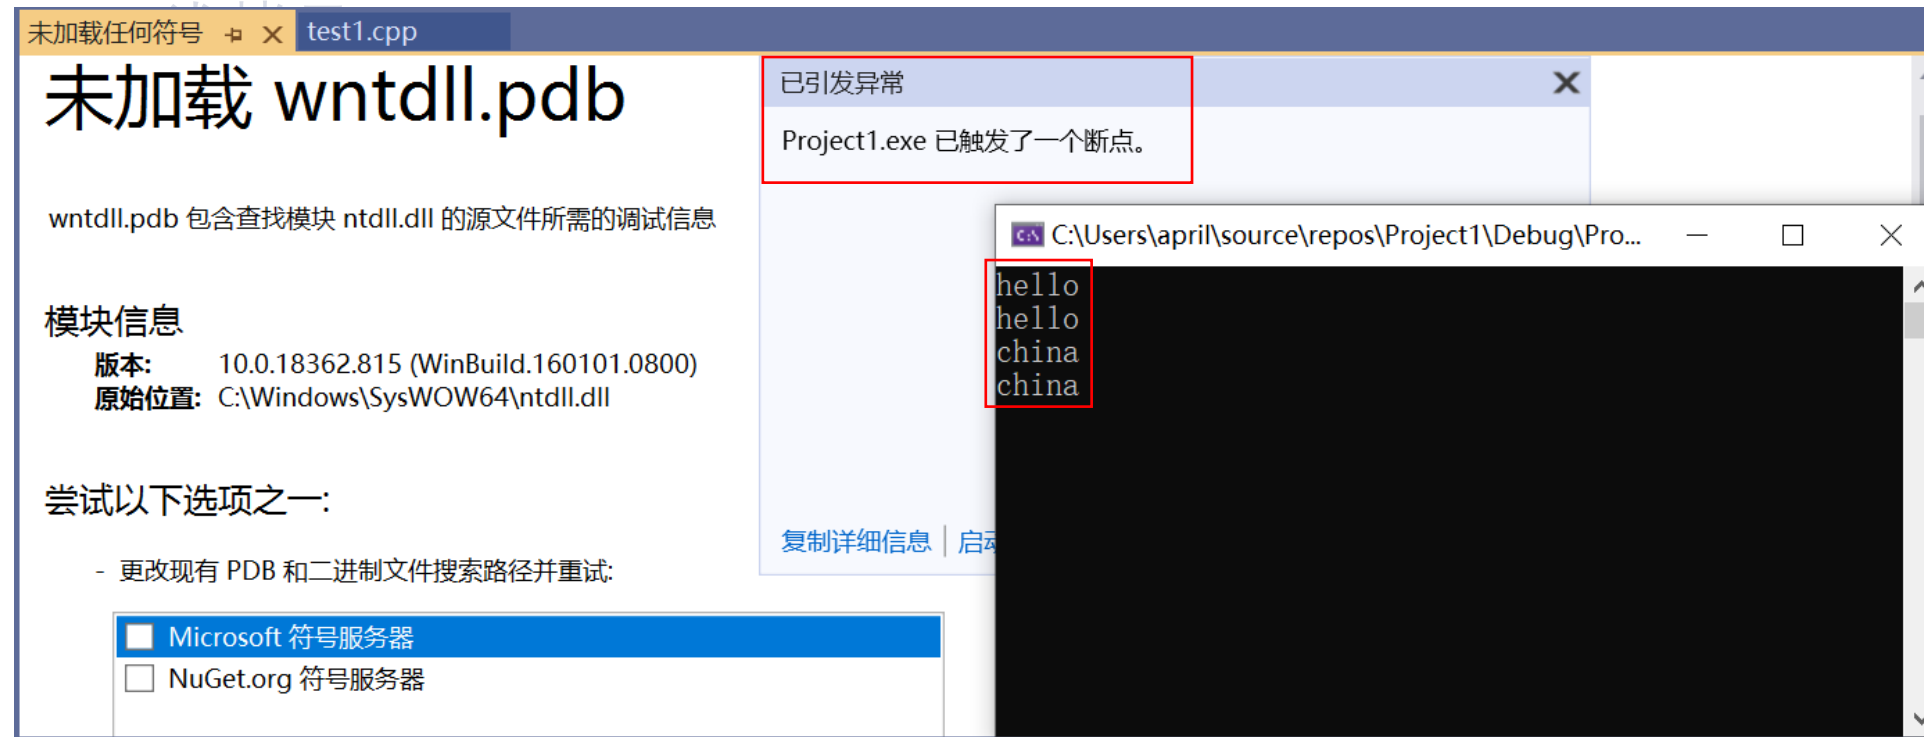 未加载任何符号
test1.cpp
未加载 wntdll.pdb
wntdll.pdb 包含查找模块 ntdll.dll 的源文件所需的调试信息
模块信息
版本: 10.0.18362.815 (WinBuild.160101.0800)
原始位置: C:\Windows\SysWOW64\ntdll.dll
尝试以下选项之一:
- 更改现有 PDB 和二进制文件搜索路径并重试:
Microsoft 符号服务器
NuGet.org 符号服务器
已引发异常
Project1.exe 已触发了一个断点。
复制详细信息 | 启
C:\Users\april\source\repos\Project1\Debug\Pro...
hello
hello
china
china